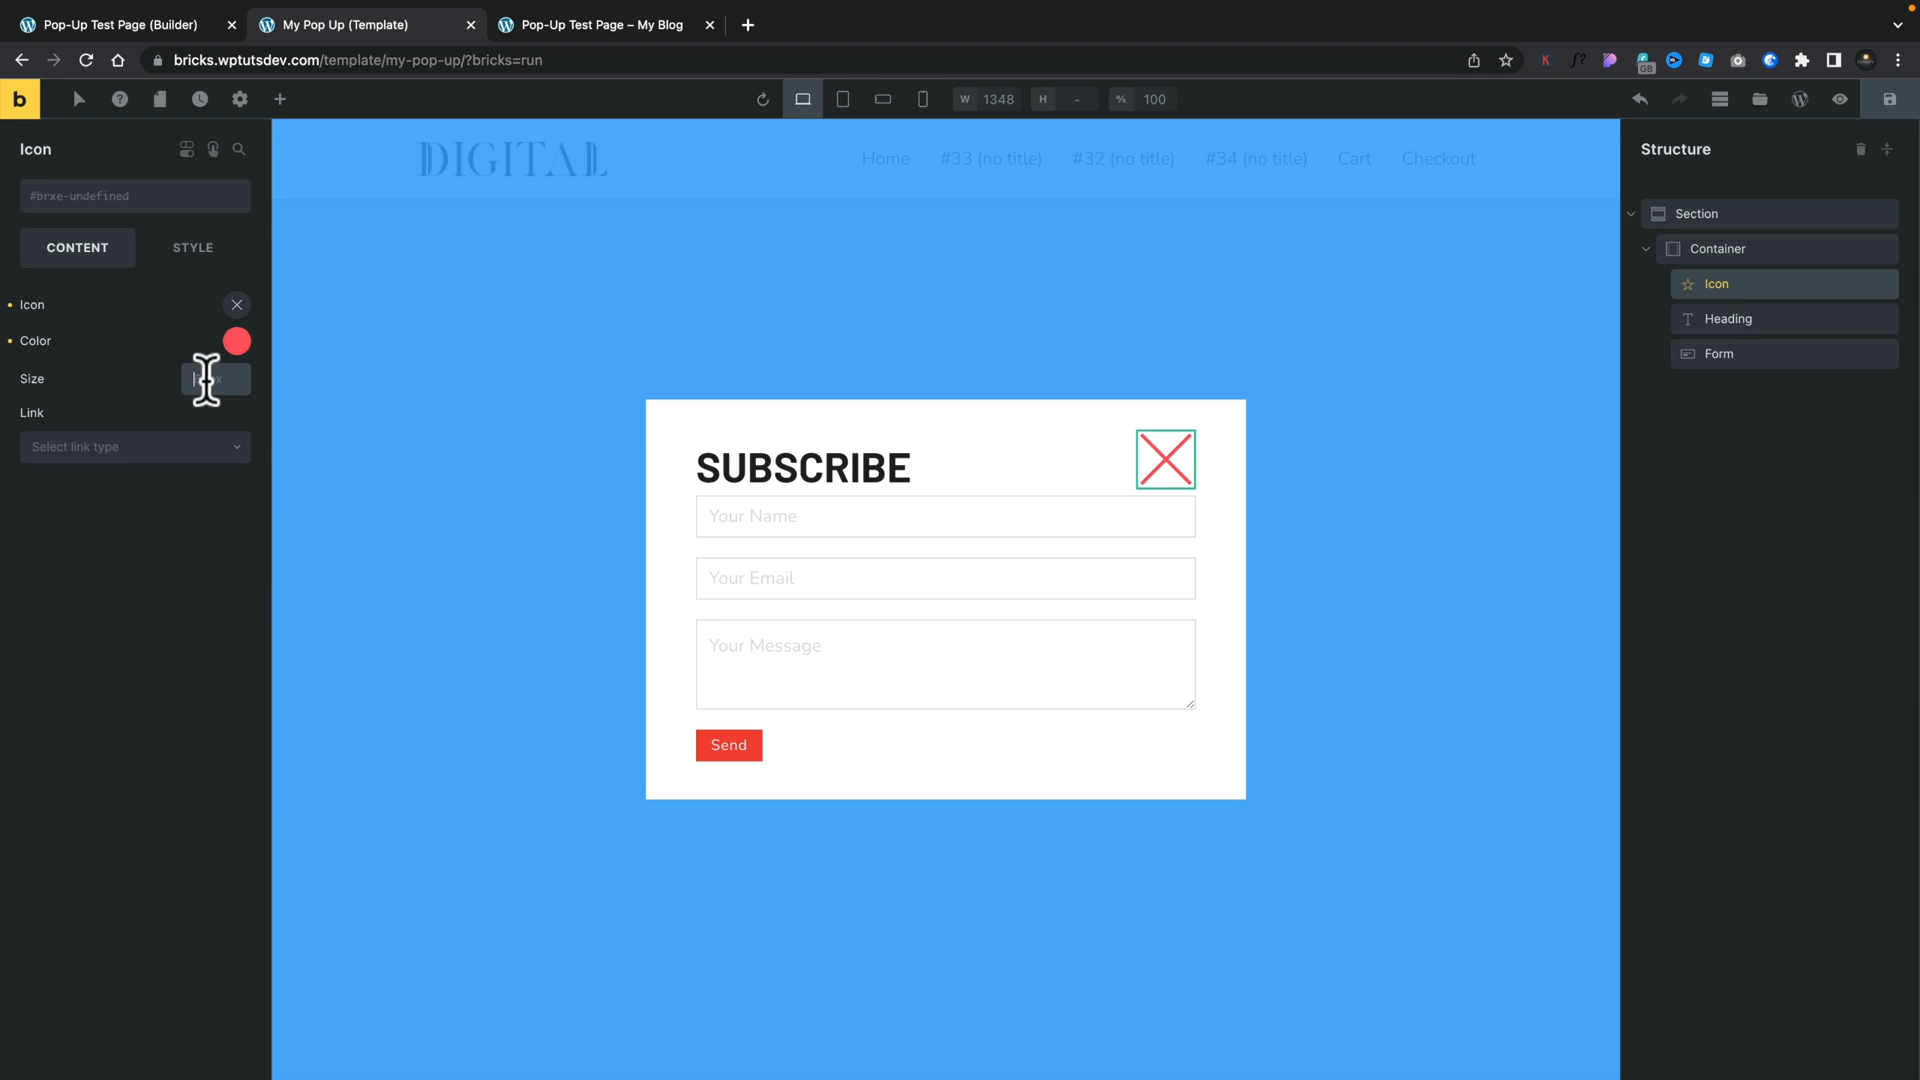 Pop-Up Test Page (Builder)
My Pop Up (Template)
Pop-Up Test Page – My Blog
bricks.wptutsdev.com/template/my-pop-up/?bricks=run
K
f?
GB
b
W 1348
H -
% 100
Icon
#brxe-undefined
CONTENT
STYLE
Icon
Color
Size
Link
Select link type
DIGITAL
Home
#33 (no title)
#32 (no title)
#34 (no title)
Cart
Checkout
SUBSCRIBE
Your Name
Your Email
Your Message
Send
Structure
Section
Container
Icon
Heading
Form